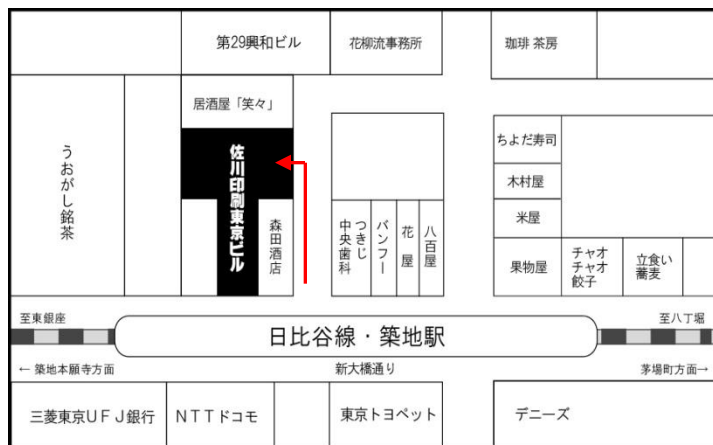 第29興和ビル
花柳流事務所
珈琲 茶房
居酒屋「笑々」
うおがし銘茶
佐川印刷東京ビル
森田酒店
つきじ
中央歯科
バンフー
花屋
八百屋
ちよだ寿司
木村屋
米屋
果物屋
チャオ
チャオ
餃子
立食い
蕎麦
至東銀座
日比谷線・築地駅
至八丁堀
← 築地本願寺方面
新大橋通り
茅場町方面→
三菱東京UFJ銀行
NTTドコモ
東京トヨペット
デニーズ